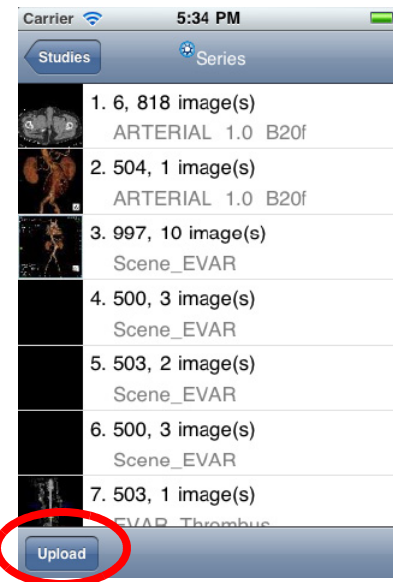 Carrier 5:34 PM
Studies Series
1. 6, 818 image(s)
ARTERIAL 1.0 B20f
2. 504, 1 image(s)
ARTERIAL 1.0 B20f
3. 997, 10 image(s)
Scene_EVAR
4. 500, 3 image(s)
Scene_EVAR
5. 503, 2 image(s)
Scene_EVAR
6. 500, 3 image(s)
Scene_EVAR
7. 503, 1 image(s)
EVAR_Thrombus
Upload